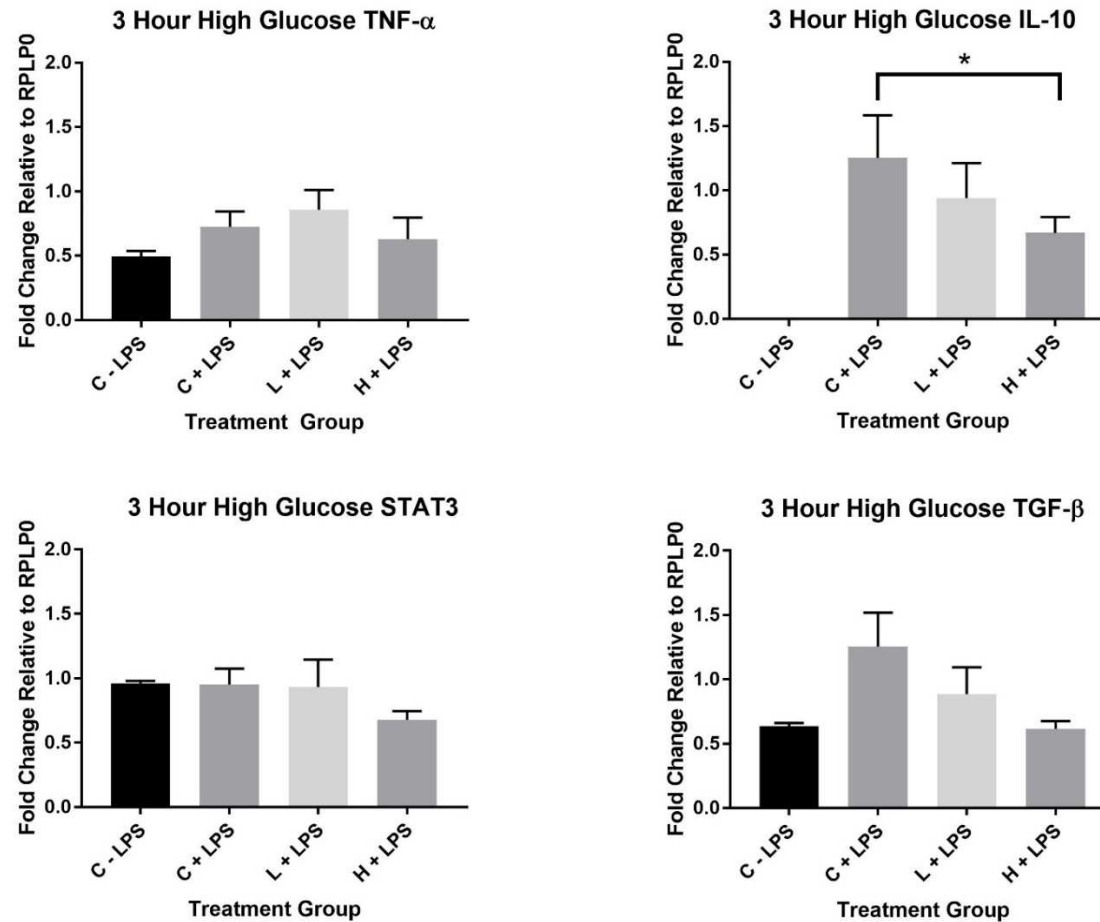 3 Hour High Glucose TNF-α
Fold Change Relative to RPLP0
2.0
1.5
1.0
0.5
0.0
C - LPS
C + LPS
L + LPS
H + LPS
Treatment Group
3 Hour High Glucose IL-10
Fold Change Relative to RPLP0
2.0
1.5
1.0
0.5
0.0
*
C - LPS
C + LPS
L + LPS
H + LPS
Treatment Group
3 Hour High Glucose STAT3
Fold Change Relative to RPLP0
2.0
1.5
1.0
0.5
0.0
C - LPS
C + LPS
L + LPS
H + LPS
Treatment Group
3 Hour High Glucose TGF-β
Fold Change Relative to RPLP0
2.0
1.5
1.0
0.5
0.0
C - LPS
C + LPS
L + LPS
H + LPS
Treatment Group